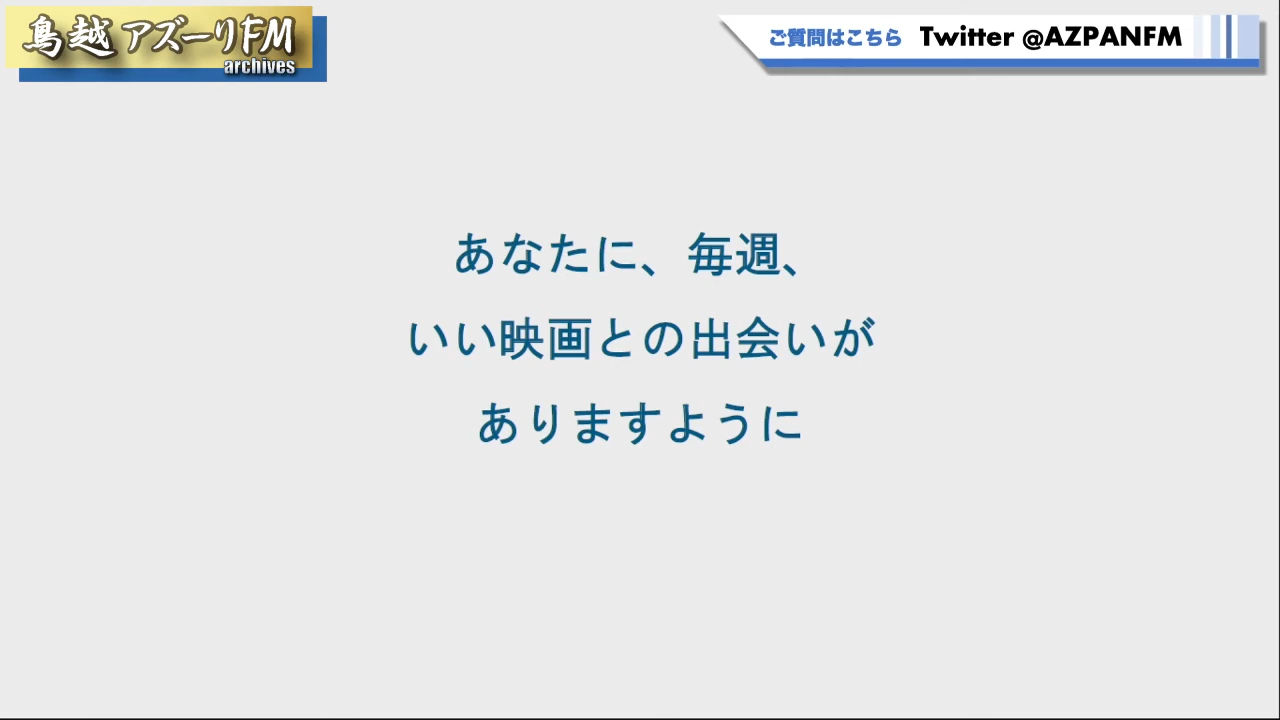 鳥越アズーリFM
archives
ご質問はこちら Twitter @AZPANFM
あなたに、毎週、
いい映画との出会いが
ありますように